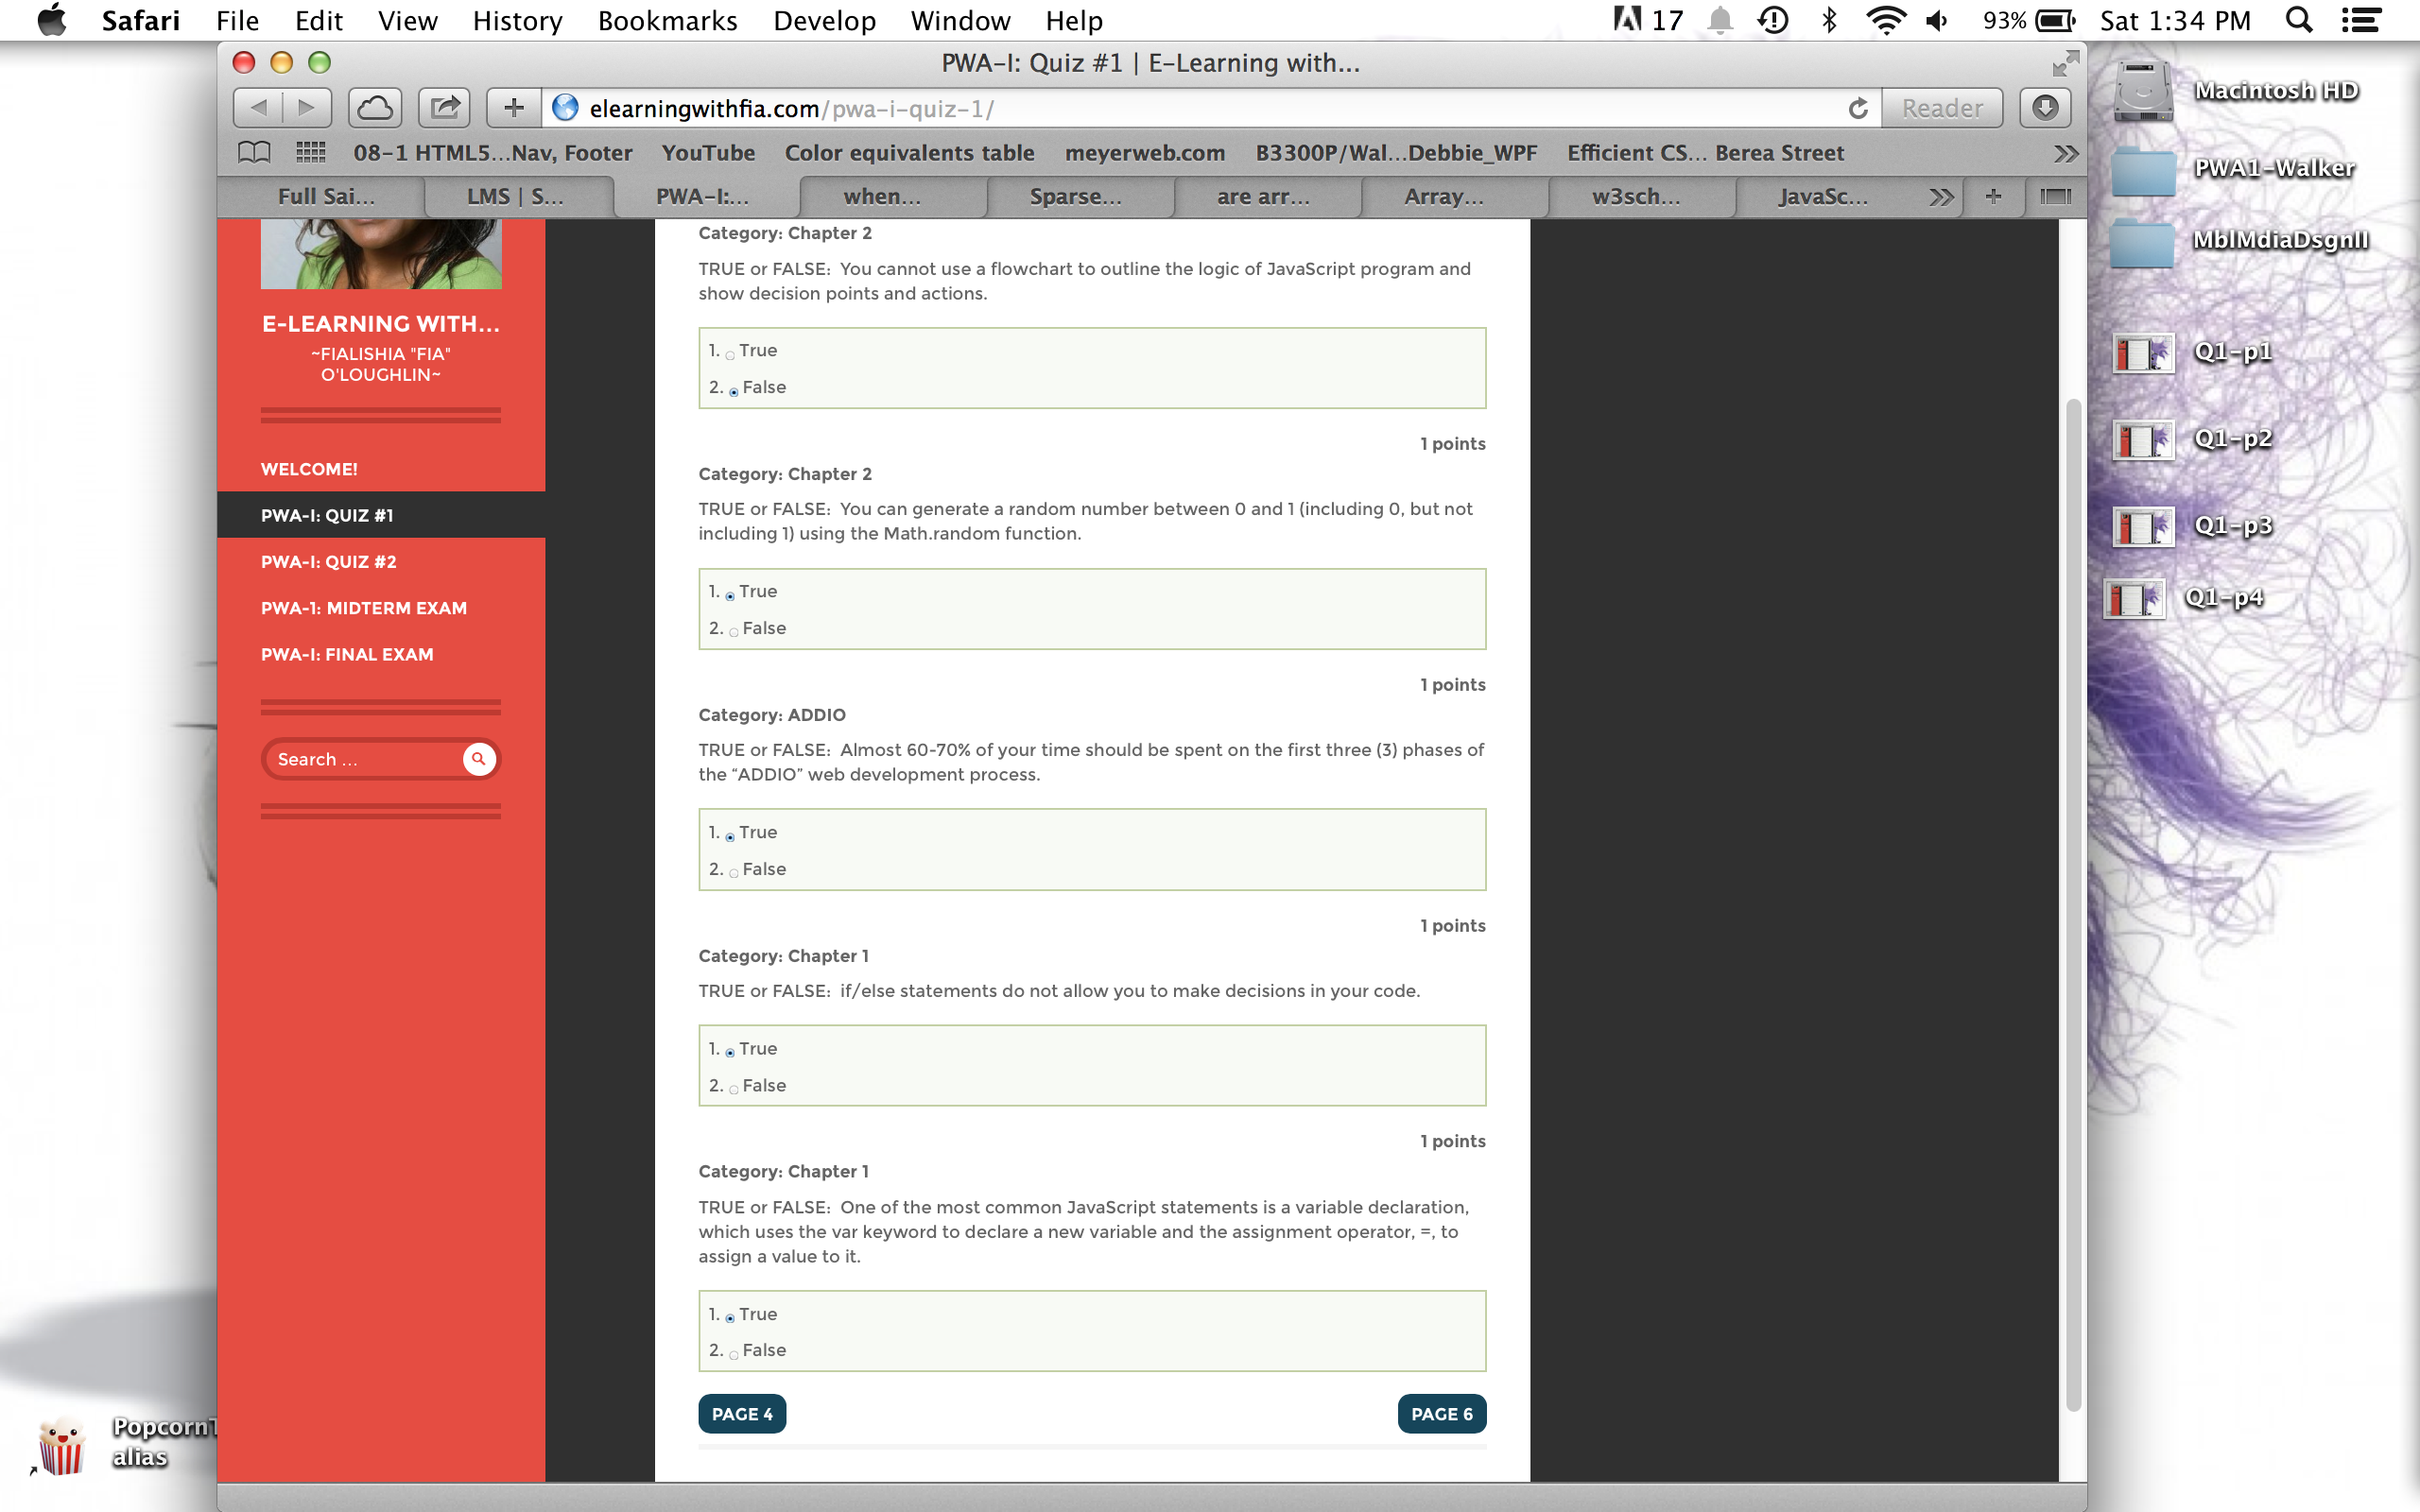 Safari File Edit View History Bookmarks Develop Window Help 17 93% Sat 1:34 PM
PWA-I: Quiz #1 | E-Learning with...
elearningwithfia.com/pwa-i-quiz-1/ Reader
08-1 HTML5...Nav, Footer YouTube Color equivalents table meyerweb.com B3300P/Wal...Debbie_WPF Efficient CS... Berea Street
Full Sai... LMS | S... PWA-I:... when... Sparse... are arr... Array... w3sch... JavaSc...
E-LEARNING WITH...
~FIALISHIA "FIA"
O'LOUGHLIN~
WELCOME!
PWA-I: QUIZ #1
PWA-I: QUIZ #2
PWA-1: MIDTERM EXAM
PWA-I: FINAL EXAM
Search ...
Category: Chapter 2
TRUE or FALSE: You cannot use a flowchart to outline the logic of JavaScript program and
show decision points and actions.
1. True
2. False
1 points
Category: Chapter 2
TRUE or FALSE: You can generate a random number between 0 and 1 (including 0, but not
including 1) using the Math.random function.
1. True
2. False
1 points
Category: ADDIO
TRUE or FALSE: Almost 60-70% of your time should be spent on the first three (3) phases of
the “ADDIO” web development process.
1. True
2. False
1 points
Category: Chapter 1
TRUE or FALSE: if/else statements do not allow you to make decisions in your code.
1. True
2. False
1 points
Category: Chapter 1
TRUE or FALSE: One of the most common JavaScript statements is a variable declaration,
which uses the var keyword to declare a new variable and the assignment operator, =, to
assign a value to it.
1. True
2. False
PAGE 4 PAGE 6
Macintosh HD
PWA1-Walker
MblMdiaDsgnII
Q1-p1
Q1-p2
Q1-p3
Q1-p4
PopcornT
alias